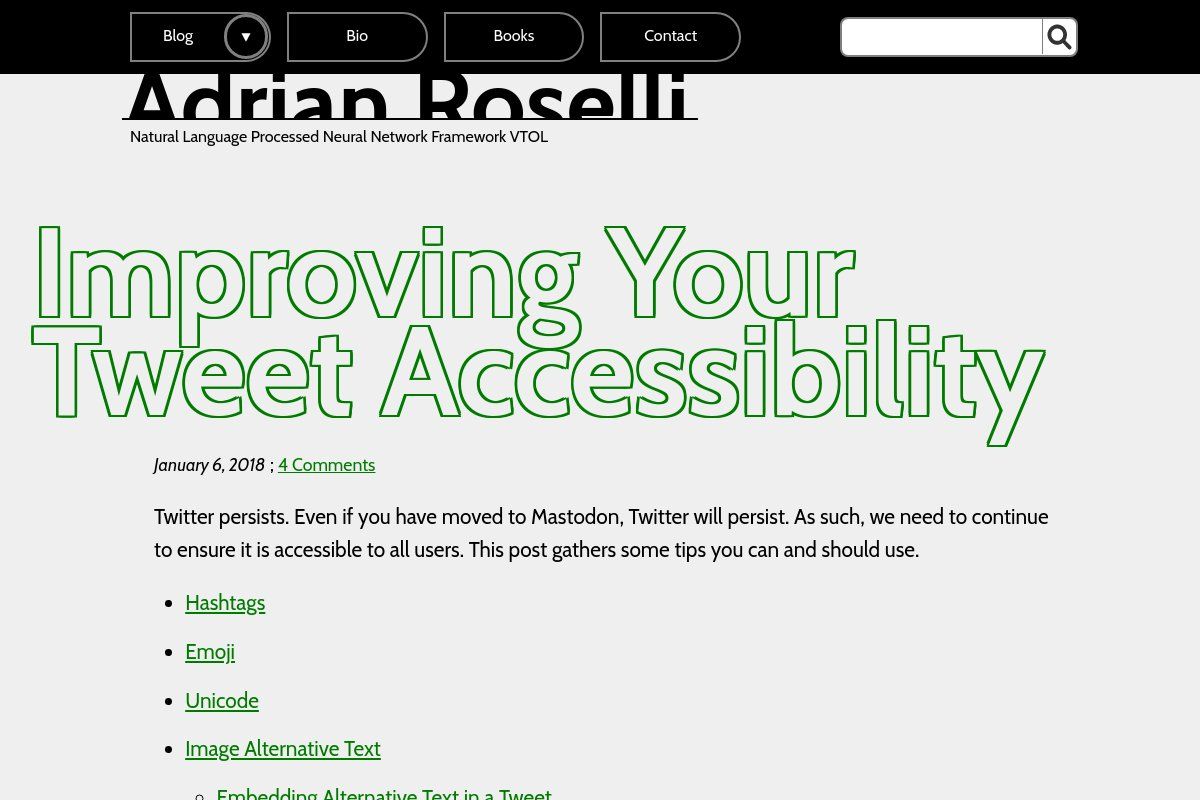 Blog ▼ Bio Books Contact
Adrian Roselli
Natural Language Processed Neural Network Framework VTOL
Improving Your
Tweet Accessibility
January 6, 2018 ; 4 Comments
Twitter persists. Even if you have moved to Mastodon, Twitter will persist. As such, we need to continue
to ensure it is accessible to all users. This post gathers some tips you can and should use.
Hashtags
Emoji
Unicode
Image Alternative Text
Embedding Alternative Text in a Tweet